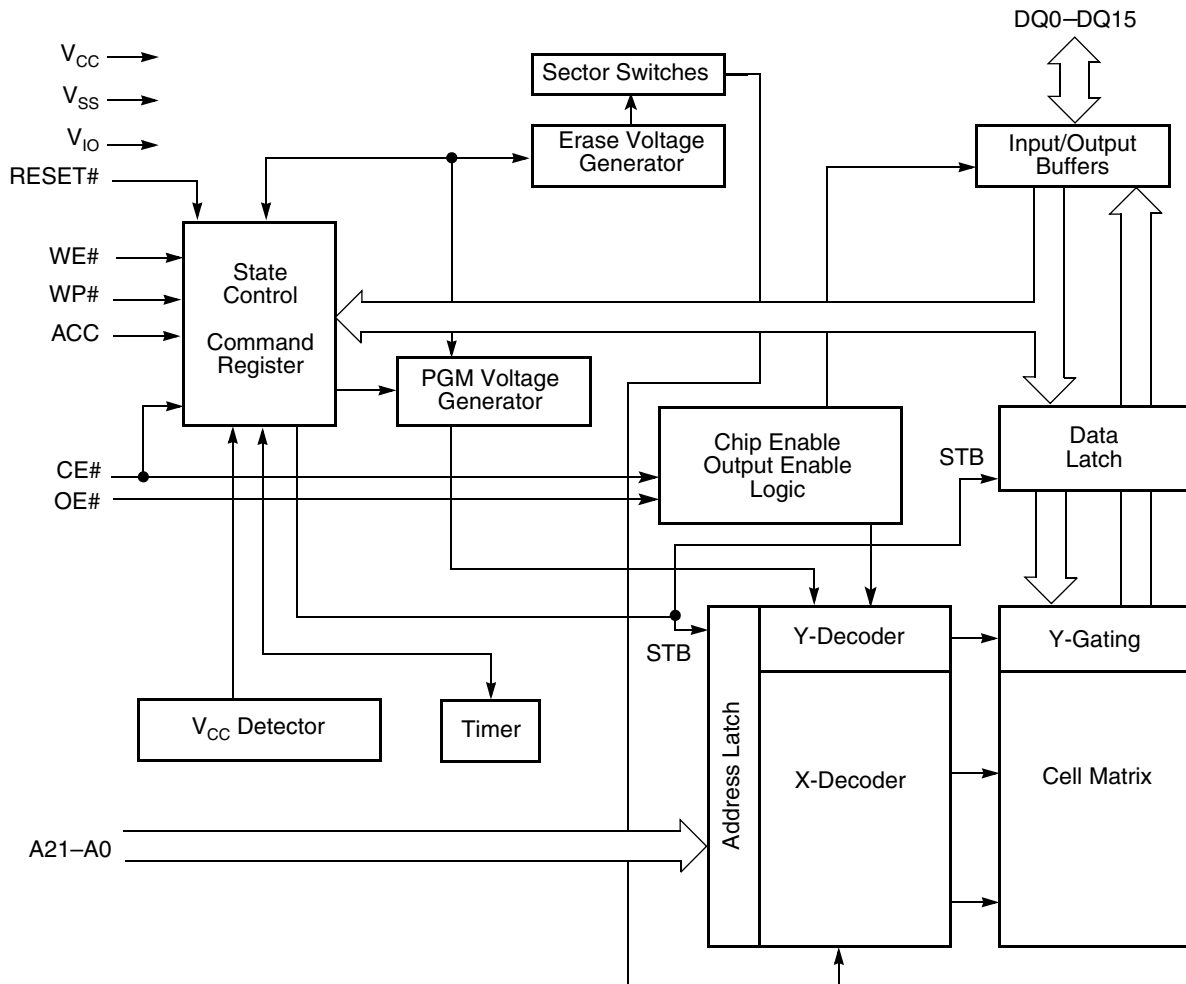 DQ0–DQ15
VCC
VSS
VIO
RESET#
WE#
WP#
ACC
CE#
OE#
A21–A0
Sector Switches
Erase Voltage
Generator
Input/Output
Buffers
State
Control
Command
Register
PGM Voltage
Generator
Chip Enable
Output Enable
Logic
STB
Data
Latch
STB
Y-Decoder
Y-Gating
VCC Detector
Timer
Address Latch
X-Decoder
Cell Matrix